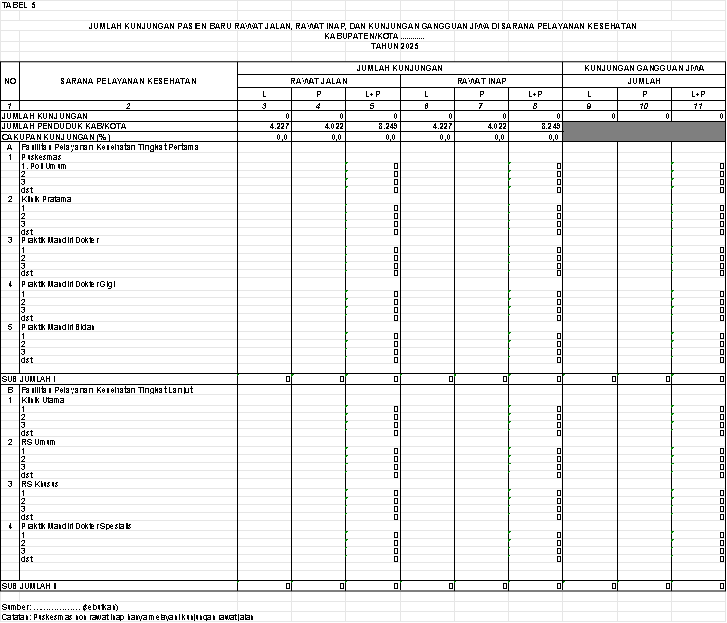 TABEL 5
JUMLAH KUNJUNGAN PASIEN BARU RAWAT JALAN, RAWAT INAP, DAN KUNJUNGAN GANGGUAN JIWA DI SARANA PELAYANAN KESEHATAN
KABUPATEN/KOTA ............
TAHUN 2025
NO SARANA PELAYANAN KESEHATAN JUMLAH KUNJUNGAN KUNJUNGAN GANGGUAN JIWA
RAWAT JALAN RAWAT INAP JUMLAH
L P L+P L P L+P L P L+P
1 2 3 4 5 6 7 8 9 10 11
JUMLAH KUNJUNGAN 0 0 0 0 0 0 0 0 0
JUMLAH PENDUDUK KAB/KOTA 4.227 4.022 8.249 4.227 4.022 8.249
CAKUPAN KUNJUNGAN (%) 0,0 0,0 0,0 0,0 0,0 0,0
A Fasilitas Pelayanan Kesehatan Tingkat Pertama
1 Puskesmas
1. Poli Umum 0 0 0
2 0 0 0
3 0 0 0
dst 0 0 0
2 Klinik Pratama
1 0 0 0
2 0 0 0
3 0 0 0
dst 0 0 0
3 Praktik Mandiri Dokter
1 0 0 0
2 0 0 0
3 0 0 0
dst 0 0 0
4 Praktik Mandiri Dokter Gigi
1 0 0 0
2 0 0 0
3 0 0 0
dst 0 0 0
5 Praktik Mandiri Bidan
1 0 0 0
2 0 0 0
3 0 0 0
dst 0 0 0
SUB JUMLAH I 0 0 0 0 0 0 0 0 0
B Fasilitas Pelayanan Kesehatan Tingkat Lanjut
1 Klinik Utama
1 0 0 0
2 0 0 0
3 0 0 0
dst 0 0 0
2 RS Umum
1 0 0 0
2 0 0 0
3 0 0 0
dst 0 0 0
3 RS Khusus
1 0 0 0
2 0 0 0
3 0 0 0
dst 0 0 0
4 Praktik Mandiri Dokter Spesialis
1 0 0 0
2 0 0 0
3 0 0 0
dst 0 0 0
SUB JUMLAH II 0 0 0 0 0 0 0 0 0
Sumber: .................... (sebutkan)
Catatan: Puskesmas non rawat inap hanya melayani kunjungan rawat jalan